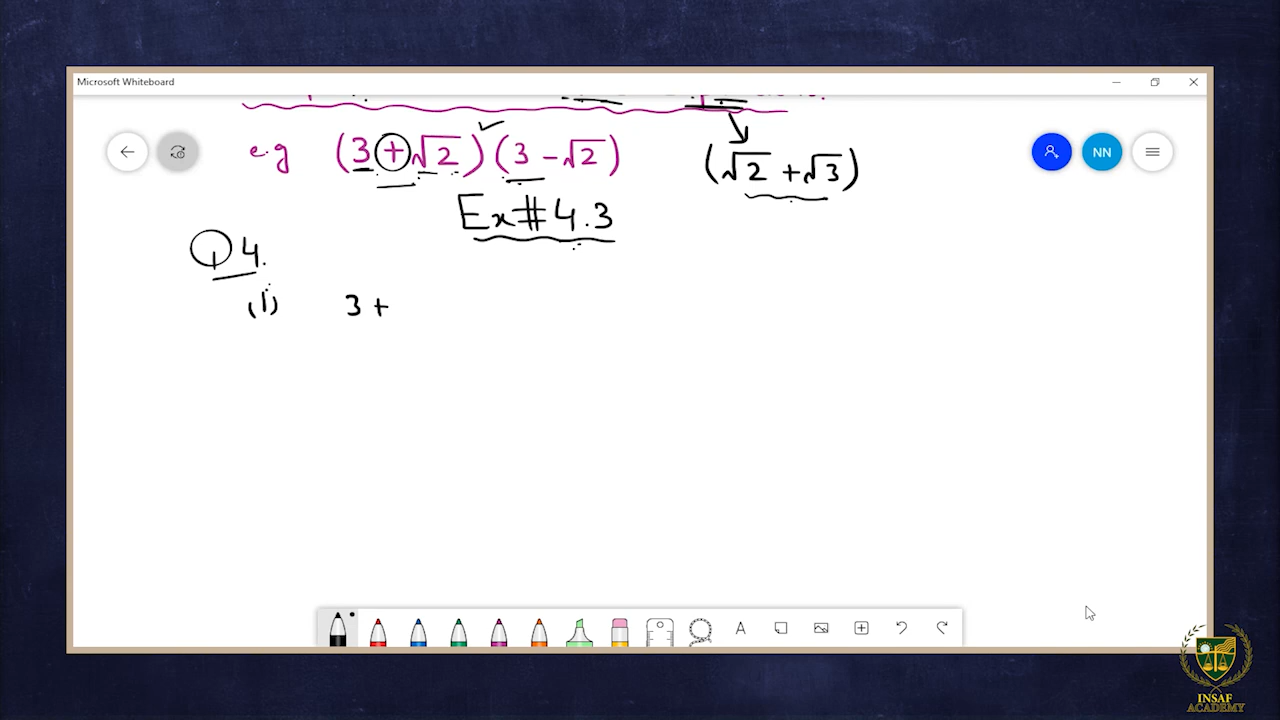 Microsoft Whiteboard
e.g (3 + √2) (3 - √2) (√2 + √3)
NN
Ex# 4.3
Q4.
(i) 3 +
A
INSAF
ACADEMY